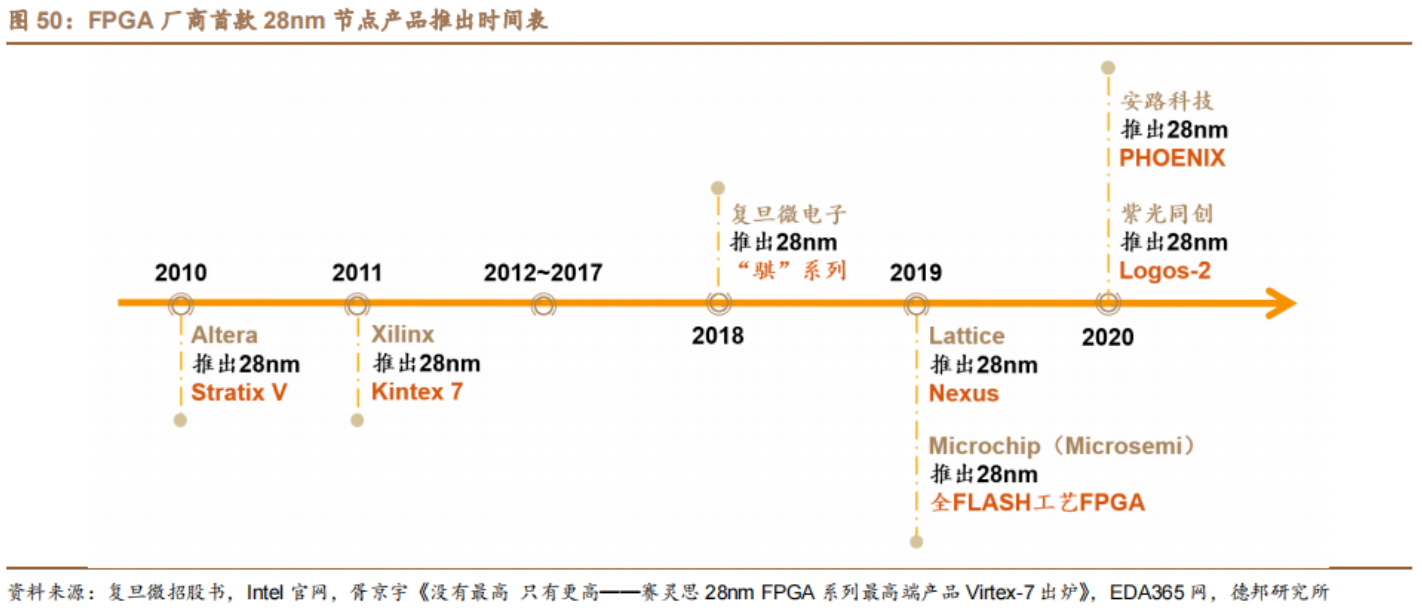 图 50：FPGA 厂商首款 28nm 节点产品推出时间表
安路科技
推出28nm
PHOENIX
复旦微电子
推出28nm
“骐”系列
紫光同创
推出28nm
Logos-2
2010
2011
2012~2017
2019
2018
2020
Altera
推出28nm
Stratix V
Xilinx
推出28nm
Kintex 7
Lattice
推出28nm
Nexus
Microchip（Microsemi）
推出28nm
全FLASH工艺FPGA
资料来源：复旦微招股书，Intel 官网，胥京宇《没有最高 只有更高——赛灵思 28nm FPGA 系列最高端产品 Virtex-7 出炉》，EDA365 网，德邦研究所